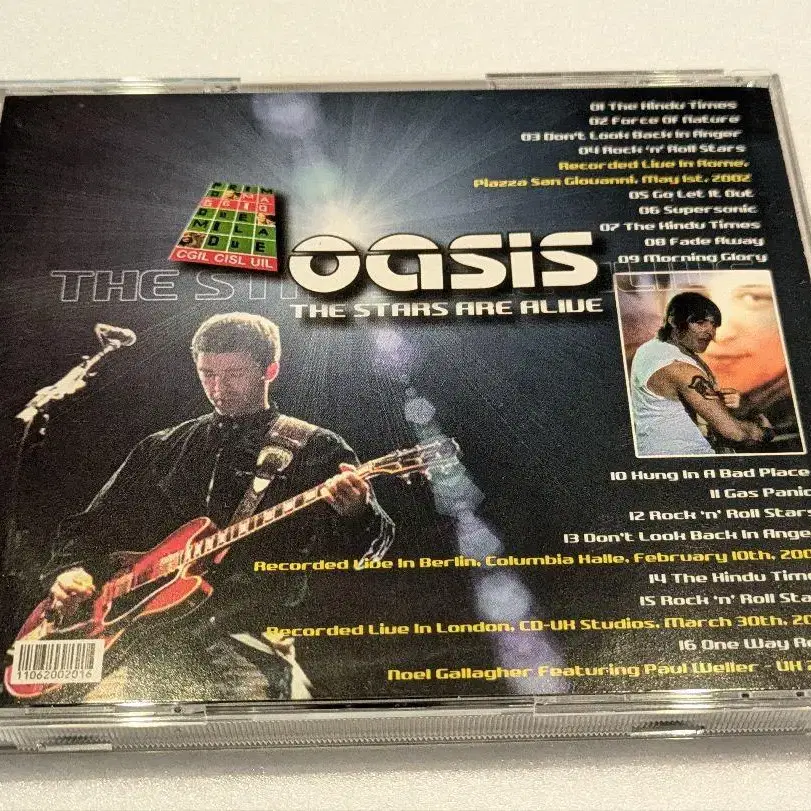 01 The Hindu Times
02 Force Of Nature
03 Don't Look Back In Anger
04 Rock 'n' Roll Stars
Recorded Live In Rome,
Piazza San Giovanni, May 1st, 2002
05 Go Let It Out
06 Supersonic
07 The Hindu Times
08 Fade Away
09 Morning Glory
PRIM
CGIL CISL UIL
oasis
THE STARS ARE ALIVE
10 Hung In A Bad Place
11 Gas Panic
12 Rock 'n' Roll Stars
13 Don't Look Back In Anger
Recorded Live In Berlin, Columbia Halle, February 10th, 200
14 The Hindu Time
15 Rock 'n' Roll Sta
Recorded Live In London, CD-UK Studios, March 30th, 20
16 One Way Ro
Noel Gallagher Featuring Paul Weller - UK
11062002016